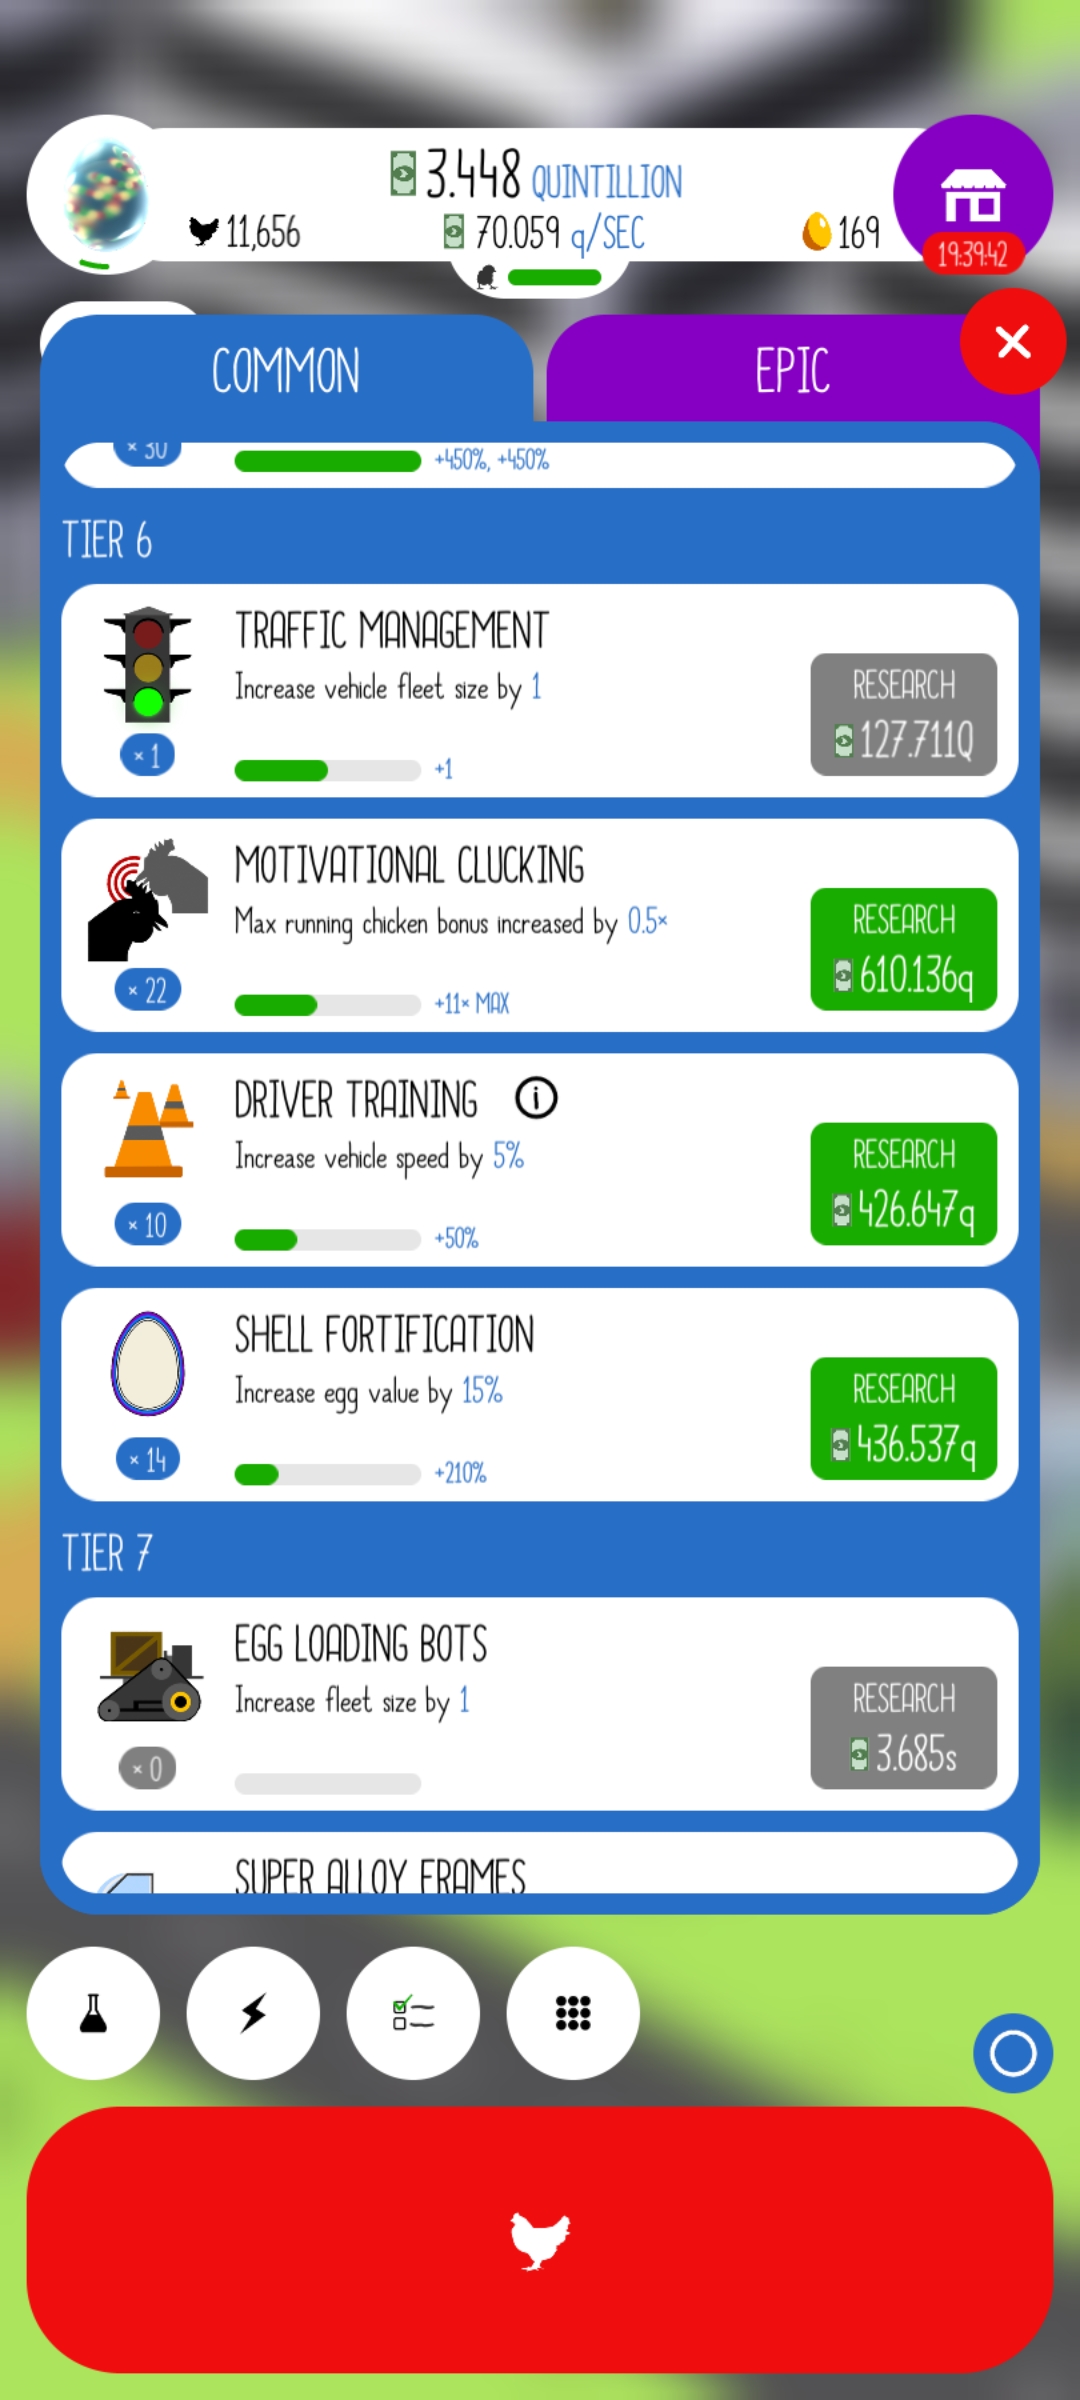 3.448 QUINTILLION
11,656
70.059 q/SEC
169
19:39:42
COMMON
EPIC
× 30
+450%, +450%
TIER 6
TRAFFIC MANAGEMENT
Increase vehicle fleet size by 1
× 1
+1
RESEARCH
127.711Q
MOTIVATIONAL CLUCKING
Max running chicken bonus increased by 0.5×
× 22
+11× MAX
RESEARCH
610.136q
DRIVER TRAINING
Increase vehicle speed by 5%
× 10
+50%
RESEARCH
426.647q
SHELL FORTIFICATION
Increase egg value by 15%
× 14
+210%
RESEARCH
436.537q
TIER 7
EGG LOADING BOTS
Increase fleet size by 1
× 0
RESEARCH
3.685s
SUPER ALLOY FRAMES